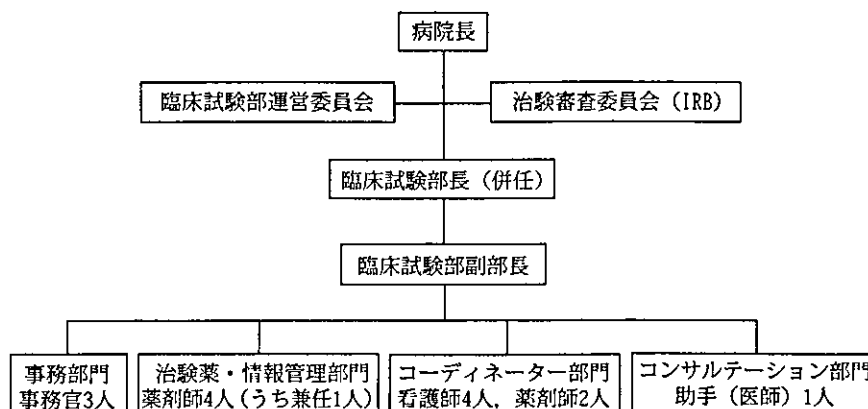 病院長
臨床試験部運営委員会
治験審査委員会（IRB）
臨床試験部長（併任）
臨床試験部副部長
事務部門
事務官3人
治験薬・情報管理部門
薬剤師4人（うち兼任1人）
コーディネーター部門
看護師4人，薬剤師2人
コンサルテーション部門
助手（医師）1人